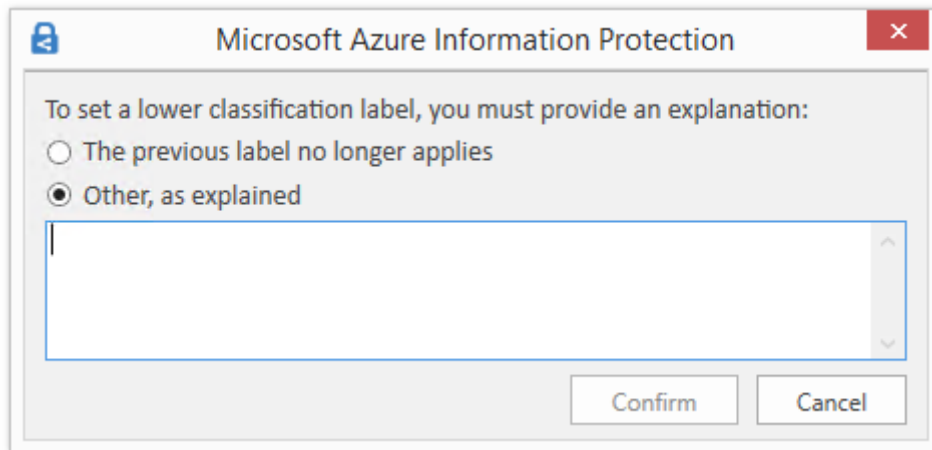 Microsoft Azure Information Protection
To set a lower classification label, you must provide an explanation:
The previous label no longer applies
Other, as explained
Confirm Cancel